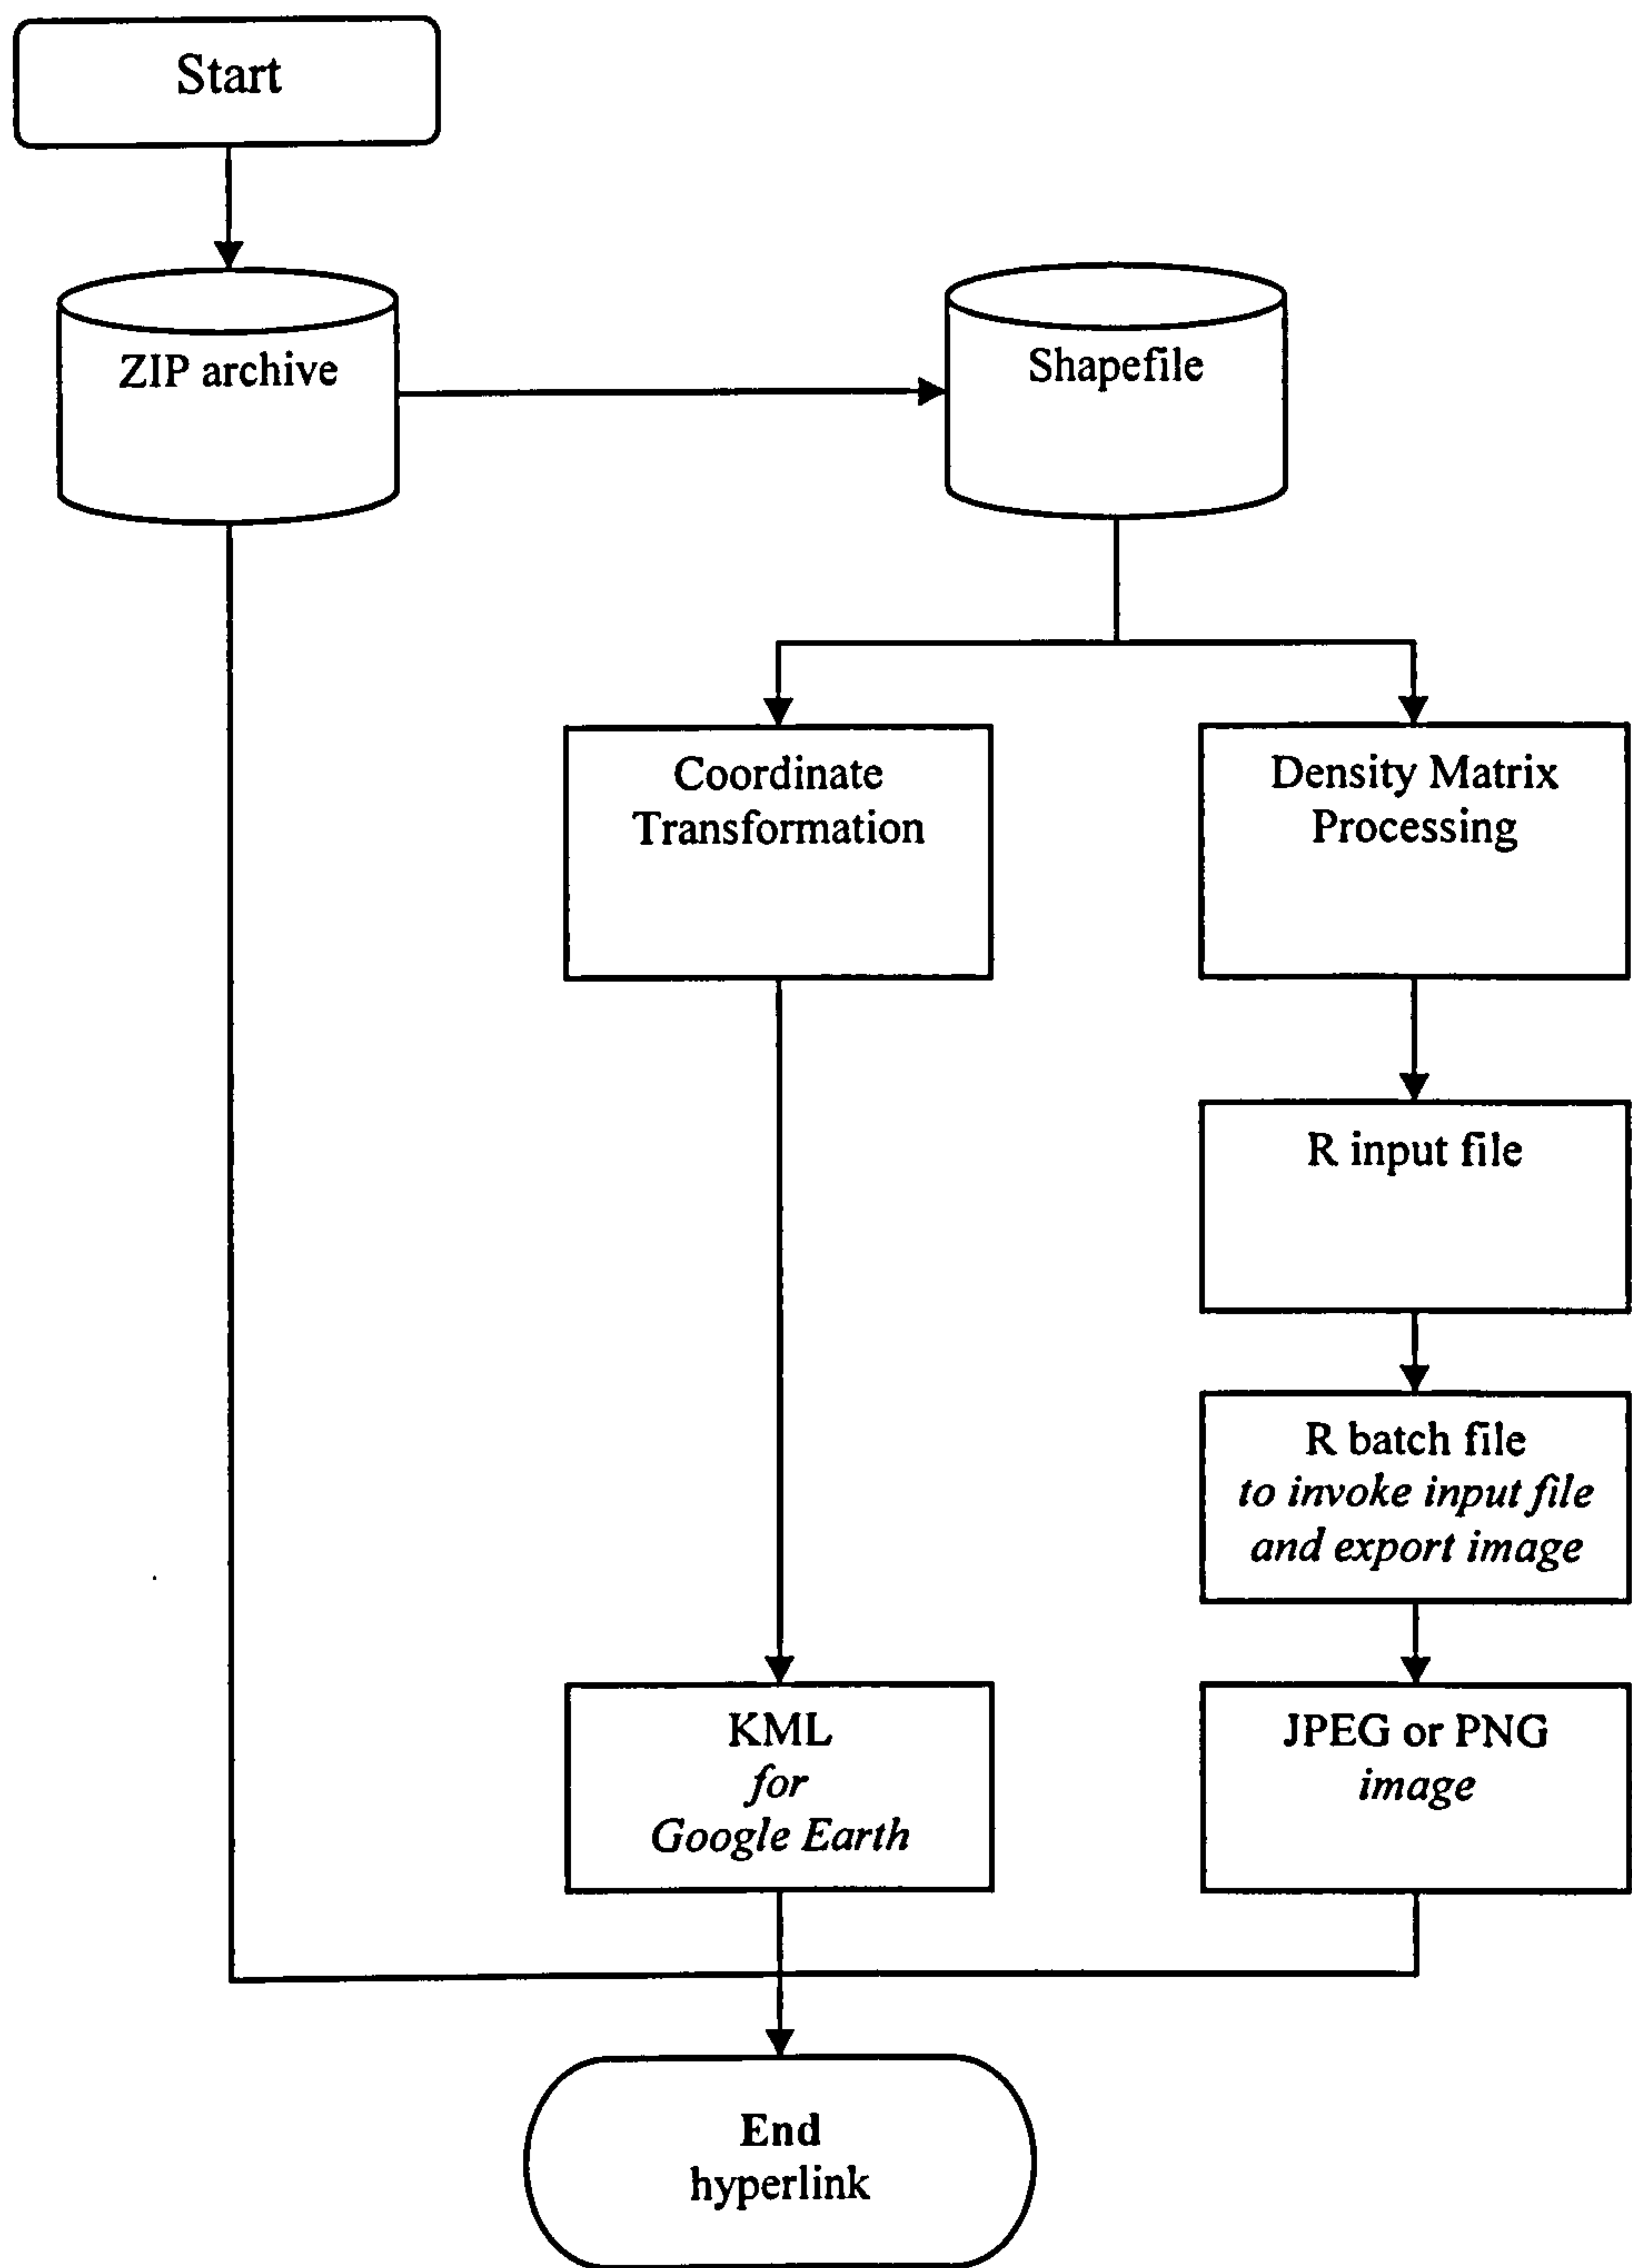 Start
ZIP archive
Shapefile
Coordinate
Transformation
Density Matrix
Processing
R input file
R batch file
to invoke input file
and export image
KML
for
Google Earth
JPEG or PNG
image
End
hyperlink